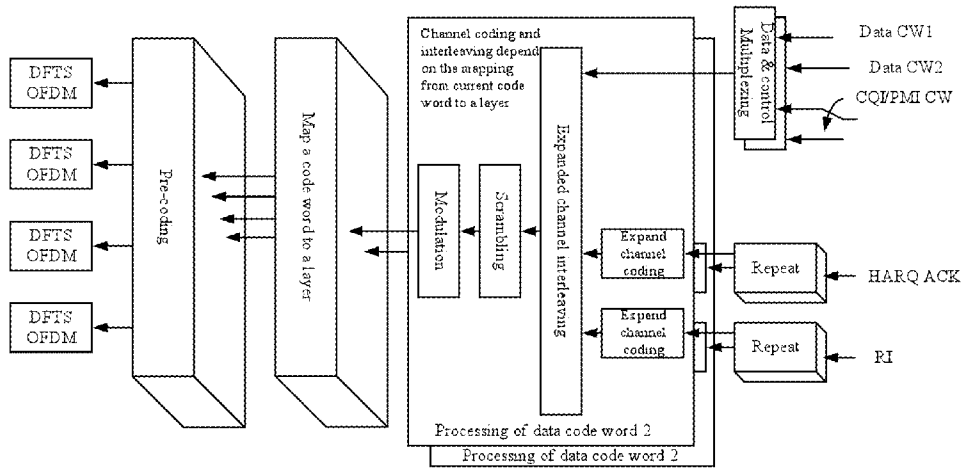 DFTS
OFDM
DFTS
OFDM
DFTS
OFDM
DFTS
OFDM
Pre-coding
Map a code word to a layer
Channel coding and
interleaving depend
on the mapping
from current code
word to a layer
Modulation
Scrambling
Expanded channel interleaving
Expand
channel
coding
Expand
channel
coding
Processing of data code word 2
Processing of data code word 2
Data & control
Multiplexing
Repeat
Repeat
Data CW1
Data CW2
CQI/PMI CW
HARQ ACK
RI